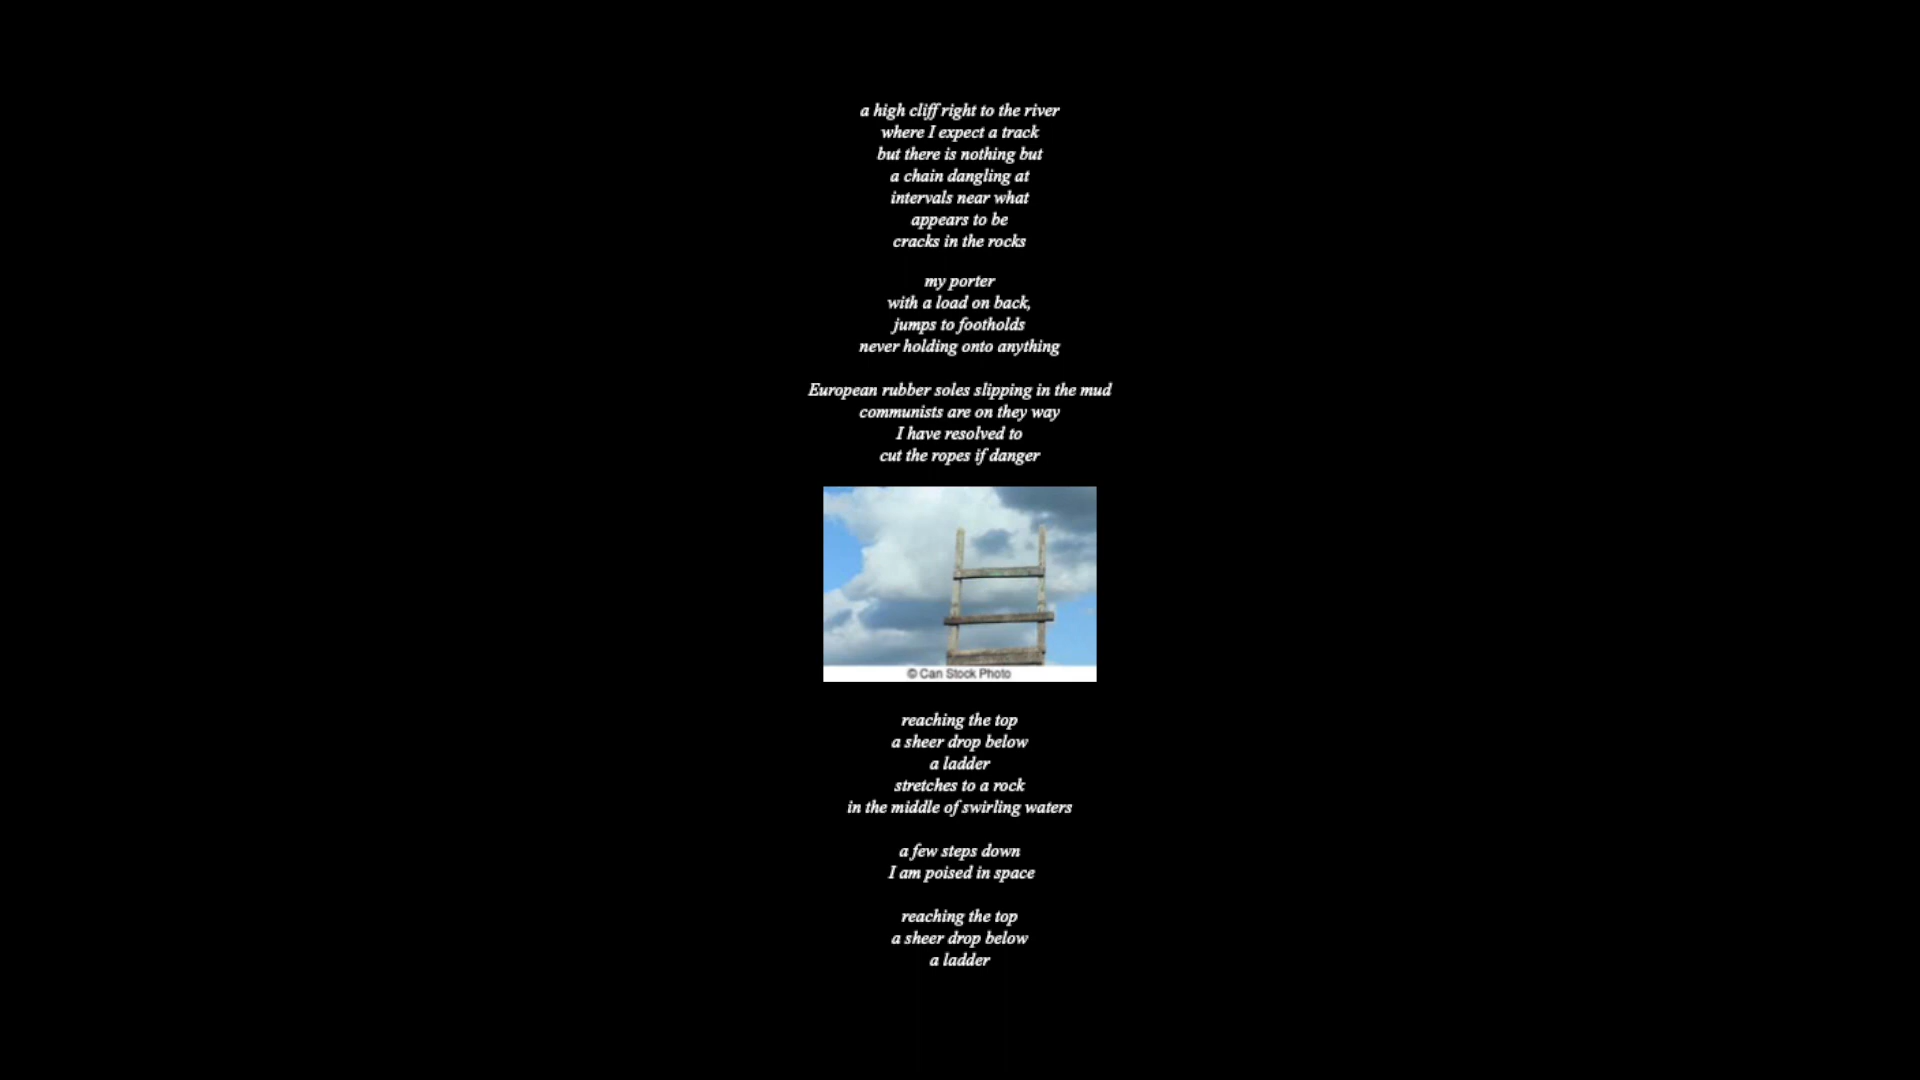 a high cliff right to the river
where I expect a track
but there is nothing but
a chain dangling at
intervals near what
appears to be
cracks in the rocks
my porter
with a load on back,
jumps to footholds
never holding onto anything
European rubber soles slipping in the mud
communists are on they way
I have resolved to
cut the ropes if danger
© Can Stock Photo
reaching the top
a sheer drop below
a ladder
stretches to a rock
in the middle of swirling waters
a few steps down
I am poised in space
reaching the top
a sheer drop below
a ladder